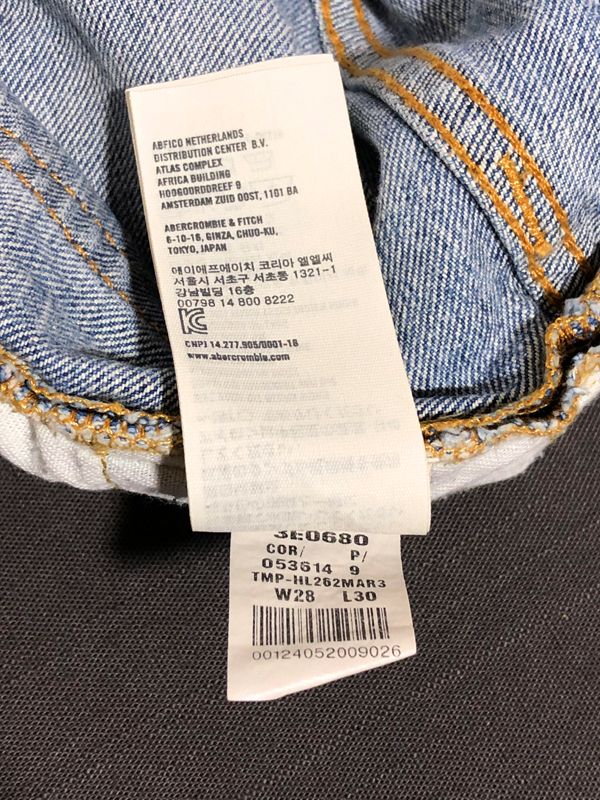 ABFICO NETHERLANDS
DISTRIBUTION CENTER B.V.
ATLAS COMPLEX
AFRICA BUILDING
HOOGOORDDREEF 9
AMSTERDAM ZUID OOST, 1101 BA
ABERCROMBIE & FITCH
6-10-16, GINZA, CHUO-KU,
TOKYO, JAPAN
에이에프에이치 코리아 엘엘씨
서울시 서초구 서초동 1321-1
강남빌딩 16층
00798 14 800 8222
CNPJ 14.277.905/0001-18
www.abercrombie.com
3E0680
COR/ P/
053614 9
TMP-HL262MAR3
W28 L30
00124052009026